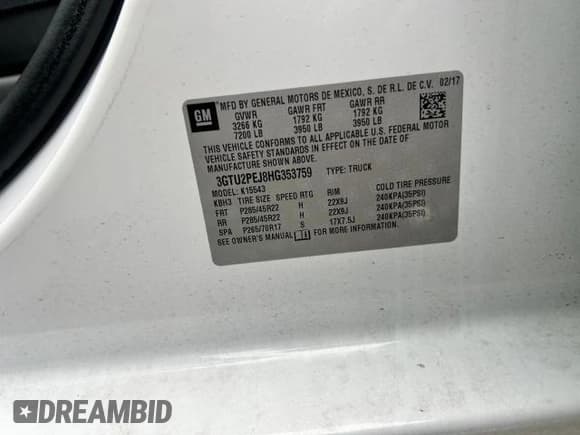 GM
MFD BY GENERAL MOTORS DE MEXICO, S. DE R.L. DE C.V. 02/17
GVWR GAWR FRT GAWR RR
3266 KG 1792 KG 1792 KG
7200 LB 3950 LB 3950 LB
THIS VEHICLE CONFORMS TO ALL APPLICABLE U.S. FEDERAL MOTOR
VEHICLE SAFETY STANDARDS IN EFFECT ON THE DATE OF
MANUFACTURE SHOWN ABOVE.
3GTU2PEJ8HG353759 TYPE: TRUCK
MODEL: K15543
KBH3 TIRE SIZE SPEED RTG RIM COLD TIRE PRESSURE
FRT P285/45R22 H 22X9J 240KPA(35PSI)
RR P285/45R22 H 22X9J 240KPA(35PSI)
SPA P265/70R17 S 17X7.5J 240KPA(35PSI)
SEE OWNER'S MANUAL FOR MORE INFORMATION.
DREAMBID